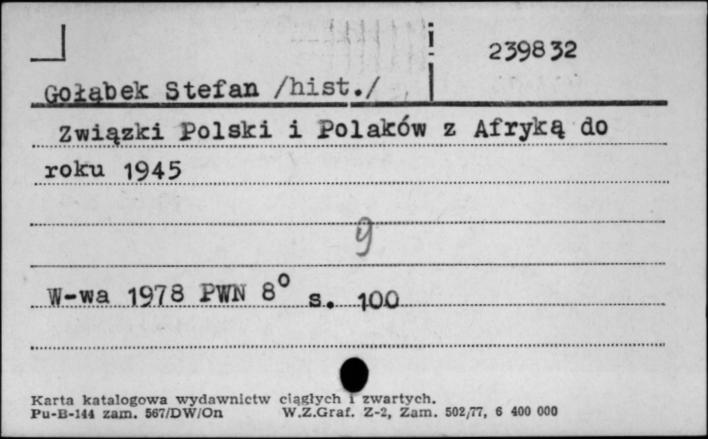 239832
Gołąbek Stefan /hist./
Związki Polski i Polaków z Afryką do
roku 1945
g
W-wa 1978 PWN 8° s. 100
Karta katalogowa wydawnictw ciągłych i zwartych.
Pu-B-144 zam. 567/DW/On W.Z.Graf. Z-2, Zam. 502/77, 6 400 000